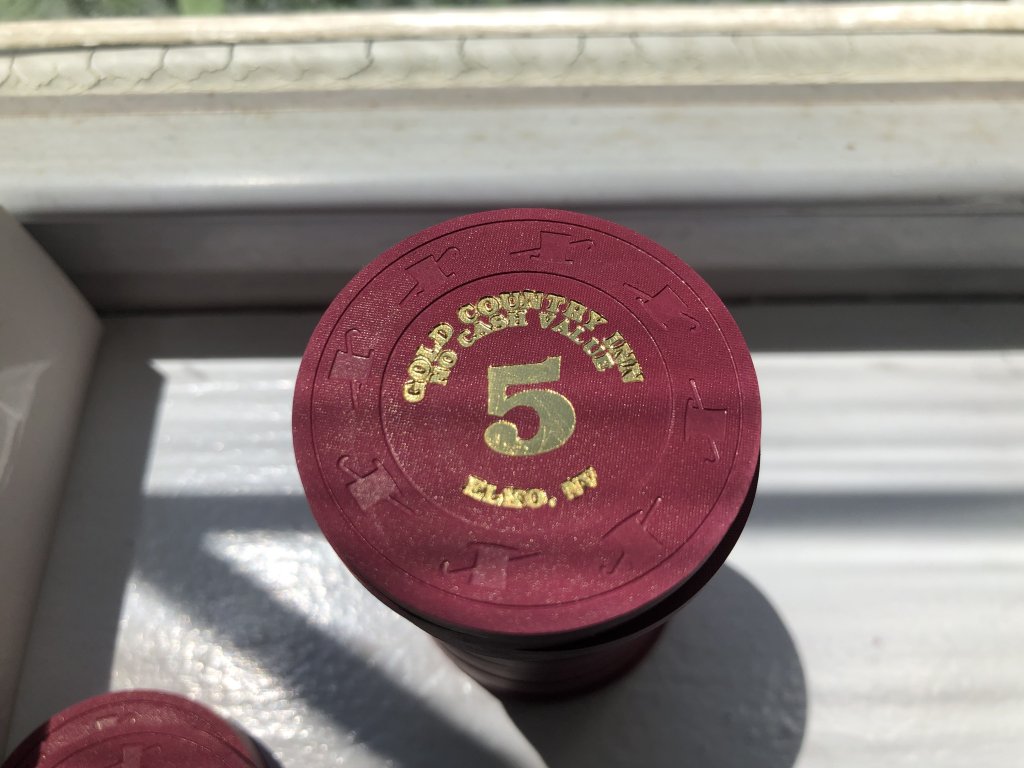 GOLD COUNTRY INN
NO CASH VALUE
5
ELKO, NV